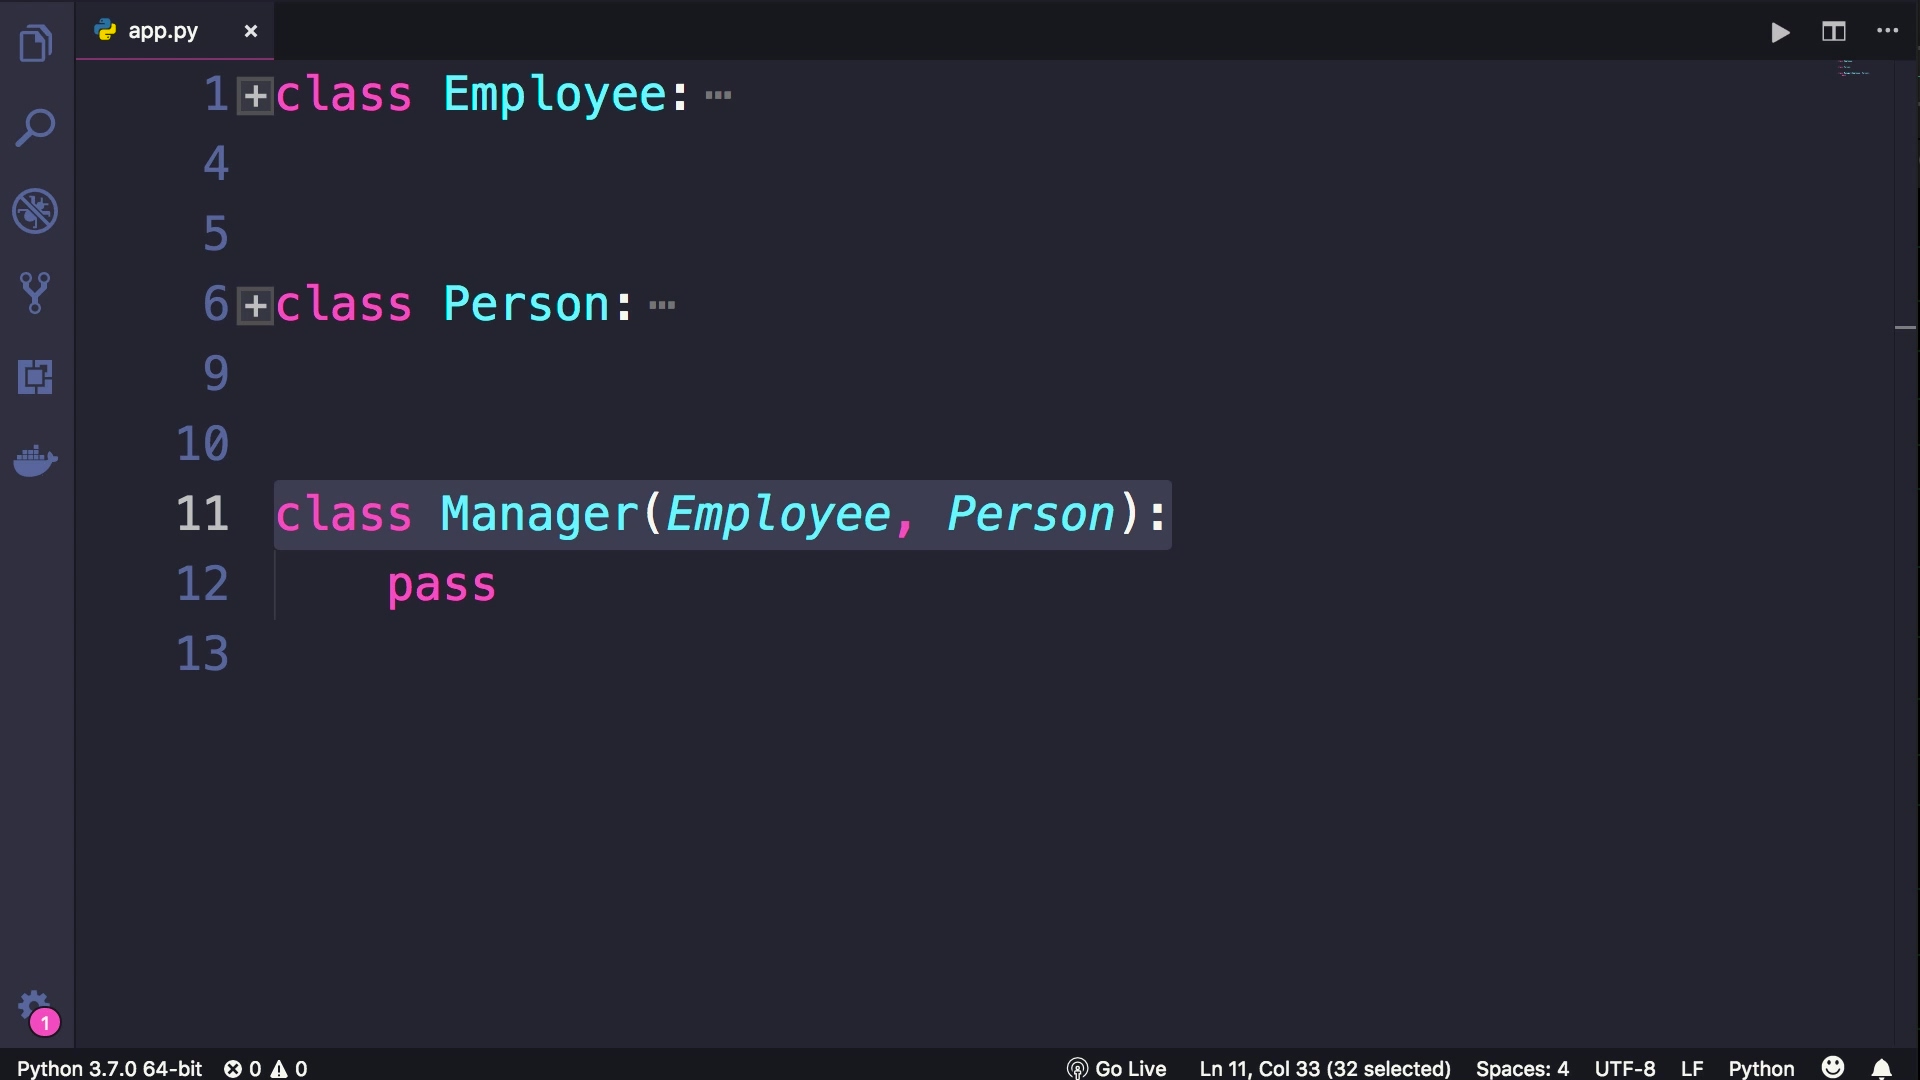 app.py
1 class Employee:
4
5
6 class Person:
9
10
11 class Manager(Employee, Person):
12 pass
13
1
Python 3.7.0 64-bit 0 0 Go Live Ln 11, Col 33 (32 selected) Spaces: 4 UTF-8 LF Python